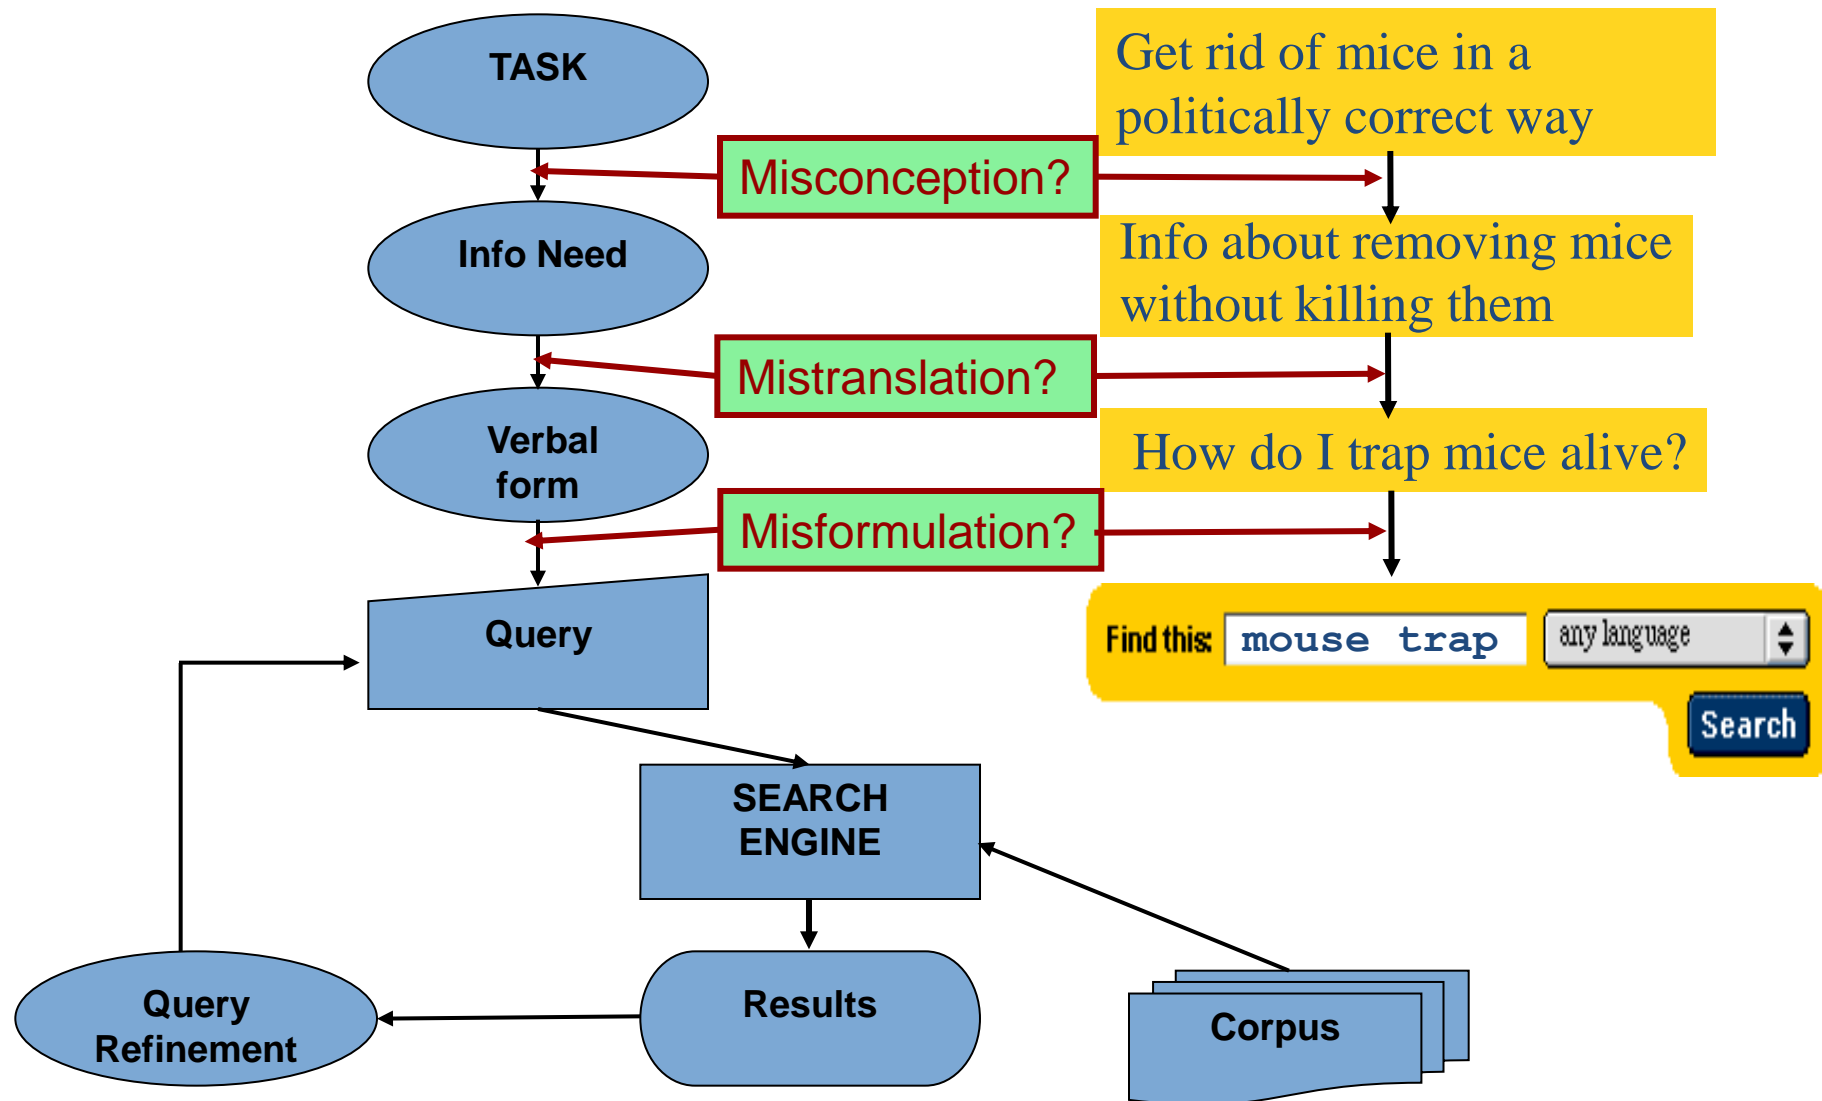 TASK
Get rid of mice in a
politically correct way
Misconception?
Info Need
Info about removing mice
without killing them
Mistranslation?
Verbal
form
How do I trap mice alive?
Misformulation?
Query
Find this: mouse trap any language
Search
SEARCH
ENGINE
Query
Refinement
Results
Corpus